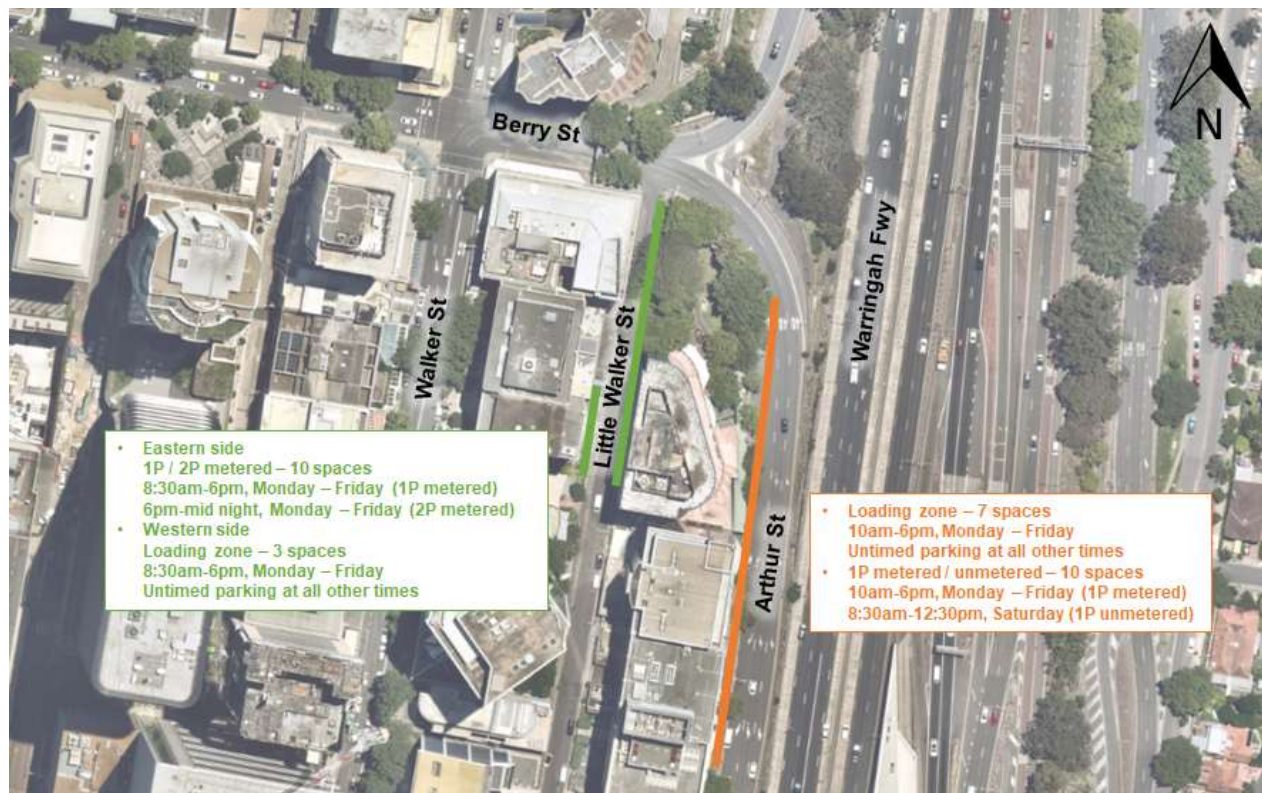 N
Berry St
Warringah Fwy
Walker St
Little Walker St
Arthur St
• Eastern side
1P / 2P metered – 10 spaces
8:30am-6pm, Monday – Friday (1P metered)
6pm-mid night, Monday – Friday (2P metered)
• Western side
Loading zone – 3 spaces
8:30am-6pm, Monday – Friday
Untimed parking at all other times
• Loading zone – 7 spaces
10am-6pm, Monday – Friday
Untimed parking at all other times
• 1P metered / unmetered – 10 spaces
10am-6pm, Monday – Friday (1P metered)
8:30am-12:30pm, Saturday (1P unmetered)